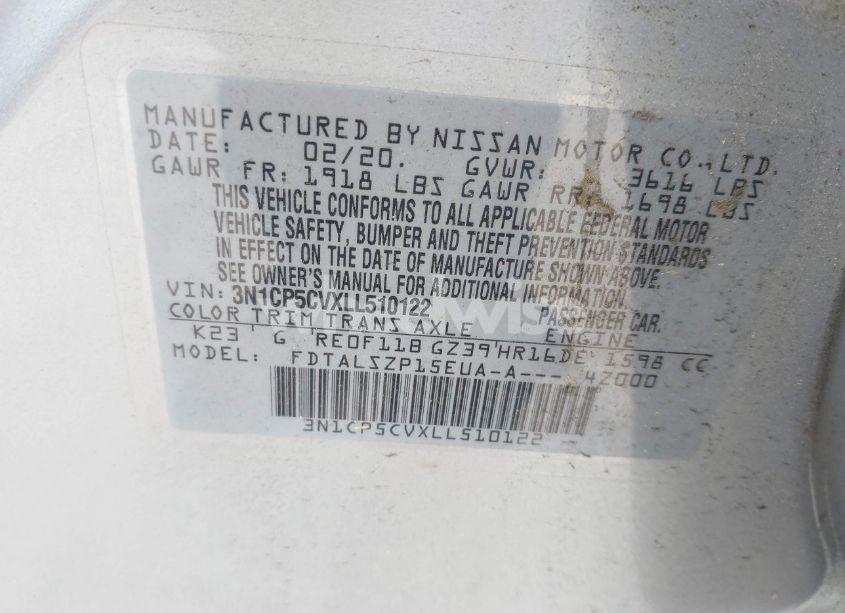 MANUFACTURED BY NISSAN MOTOR CO., LTD.
DATE: 02/20. GVWR: 3616 LBS
GAWR FR: 1918 LBS GAWR RR: 1698 LBS
THIS VEHICLE CONFORMS TO ALL APPLICABLE FEDERAL MOTOR
VEHICLE SAFETY, BUMPER AND THEFT PREVENTION STANDARDS
IN EFFECT ON THE DATE OF MANUFACTURE SHOWN ABOVE.
SEE OWNER'S MANUAL FOR ADDITIONAL INFORMATION.
VIN: 3N1CP5CVXLL510122 PASSENGER CAR.
COLOR TRIM TRANS AXLE ENGINE
K23 G RE0F11B GZ39 HR16DE 1598 CC
MODEL: FDTALSZP15EUA-A--- 4Z000
3N1CP5CVXLL510122